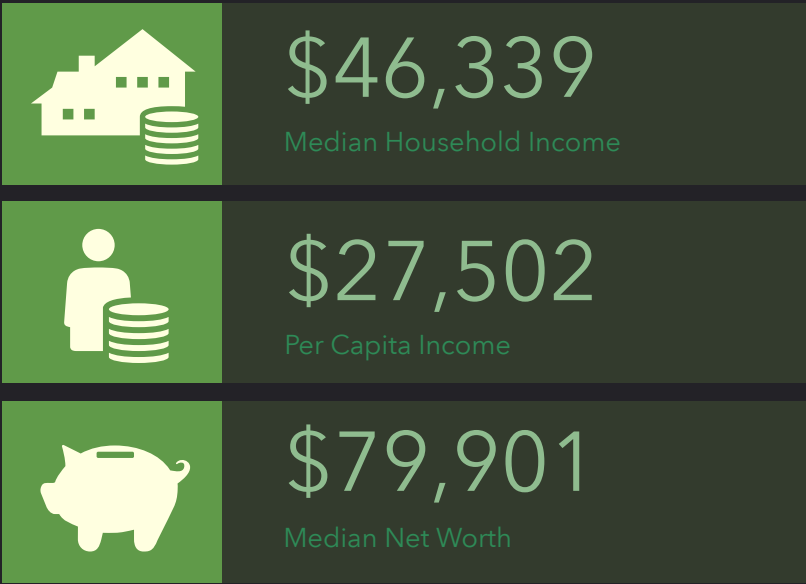 $46,339
Median Household Income
$27,502
Per Capita Income
$79,901
Median Net Worth